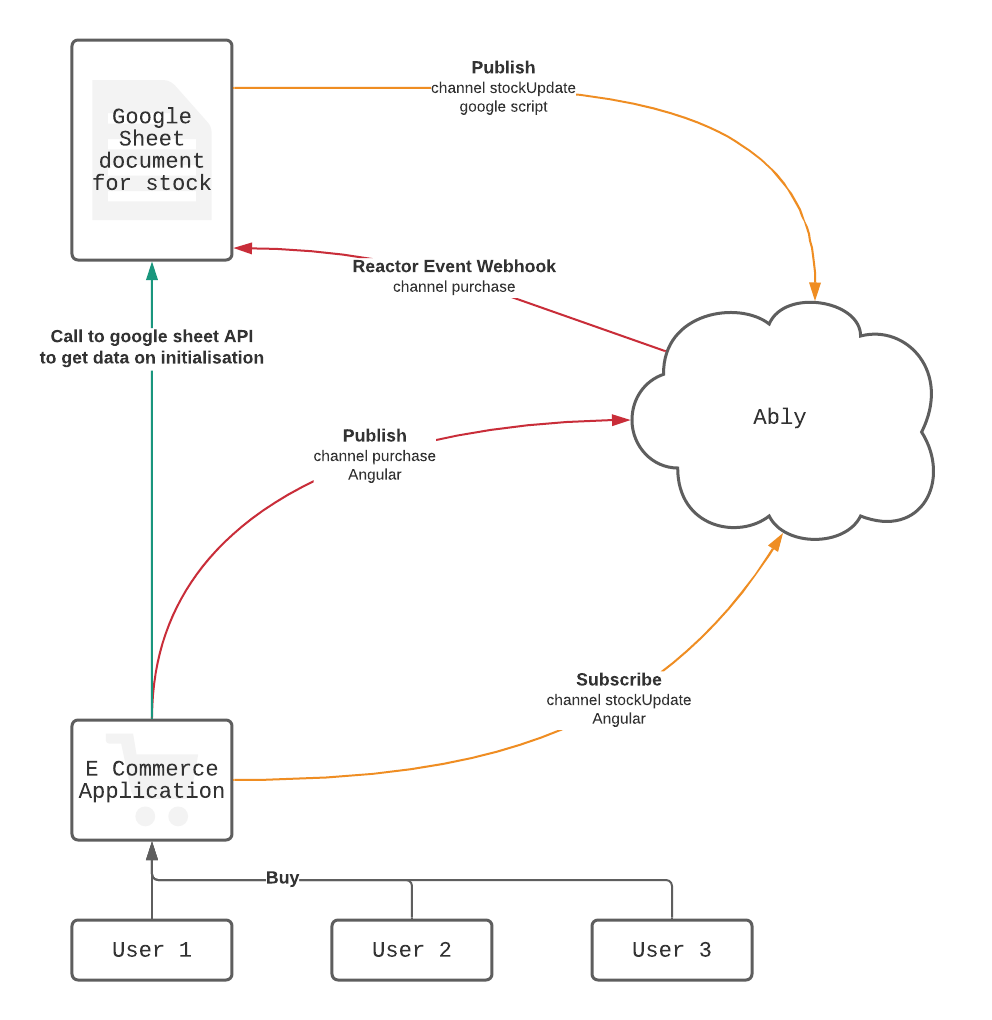 Publish
channel stockUpdate
google script
Google
Sheet
document
for stock
Reactor Event Webhook
channel purchase
Call to google sheet API
to get data on initialisation
Ably
Publish
channel purchase
Angular
Subscribe
channel stockUpdate
Angular
E Commerce
Application
Buy
User 1
User 2
User 3